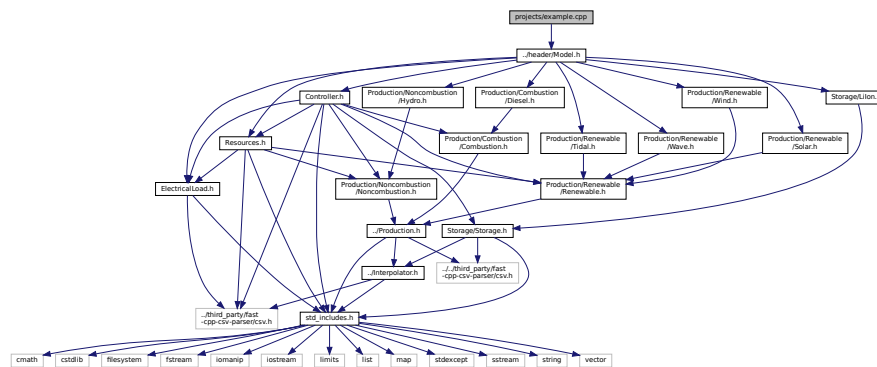 projects/example.cpp
../header/Model.h
Controller.h
Production/Noncombustion
/Hydro.h
Production/Combustion
/Diesel.h
Production/Renewable
/Wind.h
Storage/LiIon.
Resources.h
Production/Combustion
/Combustion.h
Production/Renewable
/Tidal.h
Production/Renewable
/Wave.h
Production/Renewable
/Solar.h
ElectricalLoad.h
Production/Noncombustion
/Noncombustion.h
Production/Renewable
/Renewable.h
../Production.h
Storage/Storage.h
../Interpolator.h
../../third_party/fast
-cpp-csv-parser/csv.h
../third_party/fast
-cpp-csv-parser/csv.h
std_includes.h
cmath
cstdlib
filesystem
fstream
iomanip
iostream
limits
list
map
stdexcept
sstream
string
vector